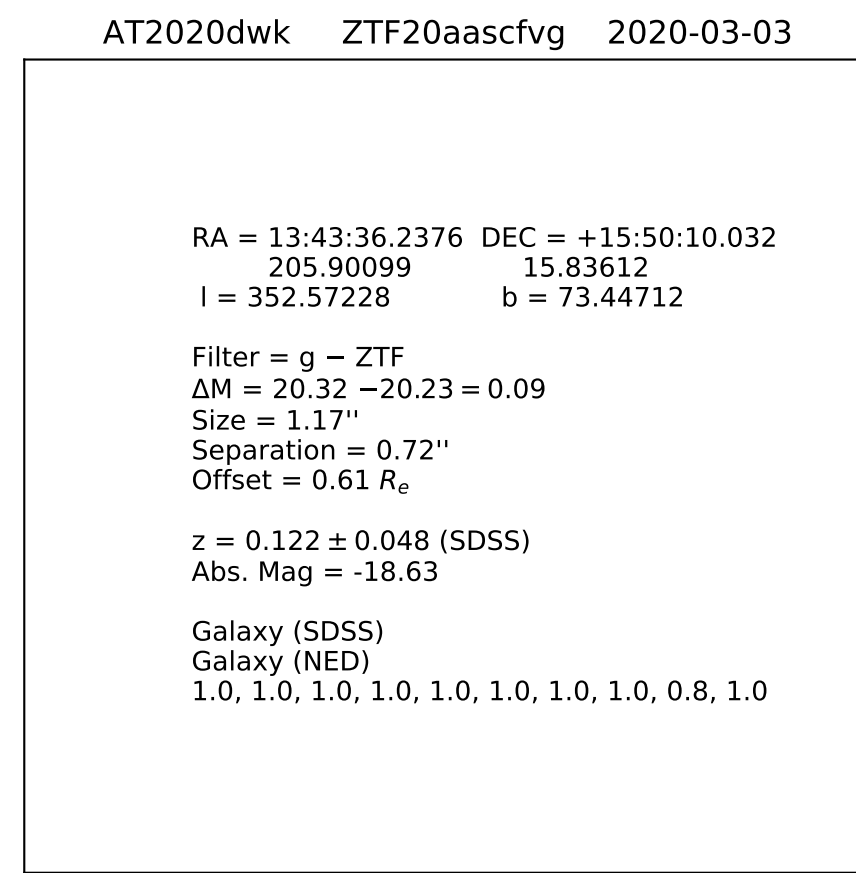 AT2020dwk ZTF20aascfvg 2020-03-03
RA = 13:43:36.2376 DEC = +15:50:10.032
205.90099 15.83612
l = 352.57228 b = 73.44712
Filter = g − ZTF
ΔM = 20.32 −20.23 = 0.09
Size = 1.17''
Separation = 0.72''
Offset = 0.61 Re
z = 0.122 ± 0.048 (SDSS)
Abs. Mag = -18.63
Galaxy (SDSS)
Galaxy (NED)
1.0, 1.0, 1.0, 1.0, 1.0, 1.0, 1.0, 1.0, 0.8, 1.0